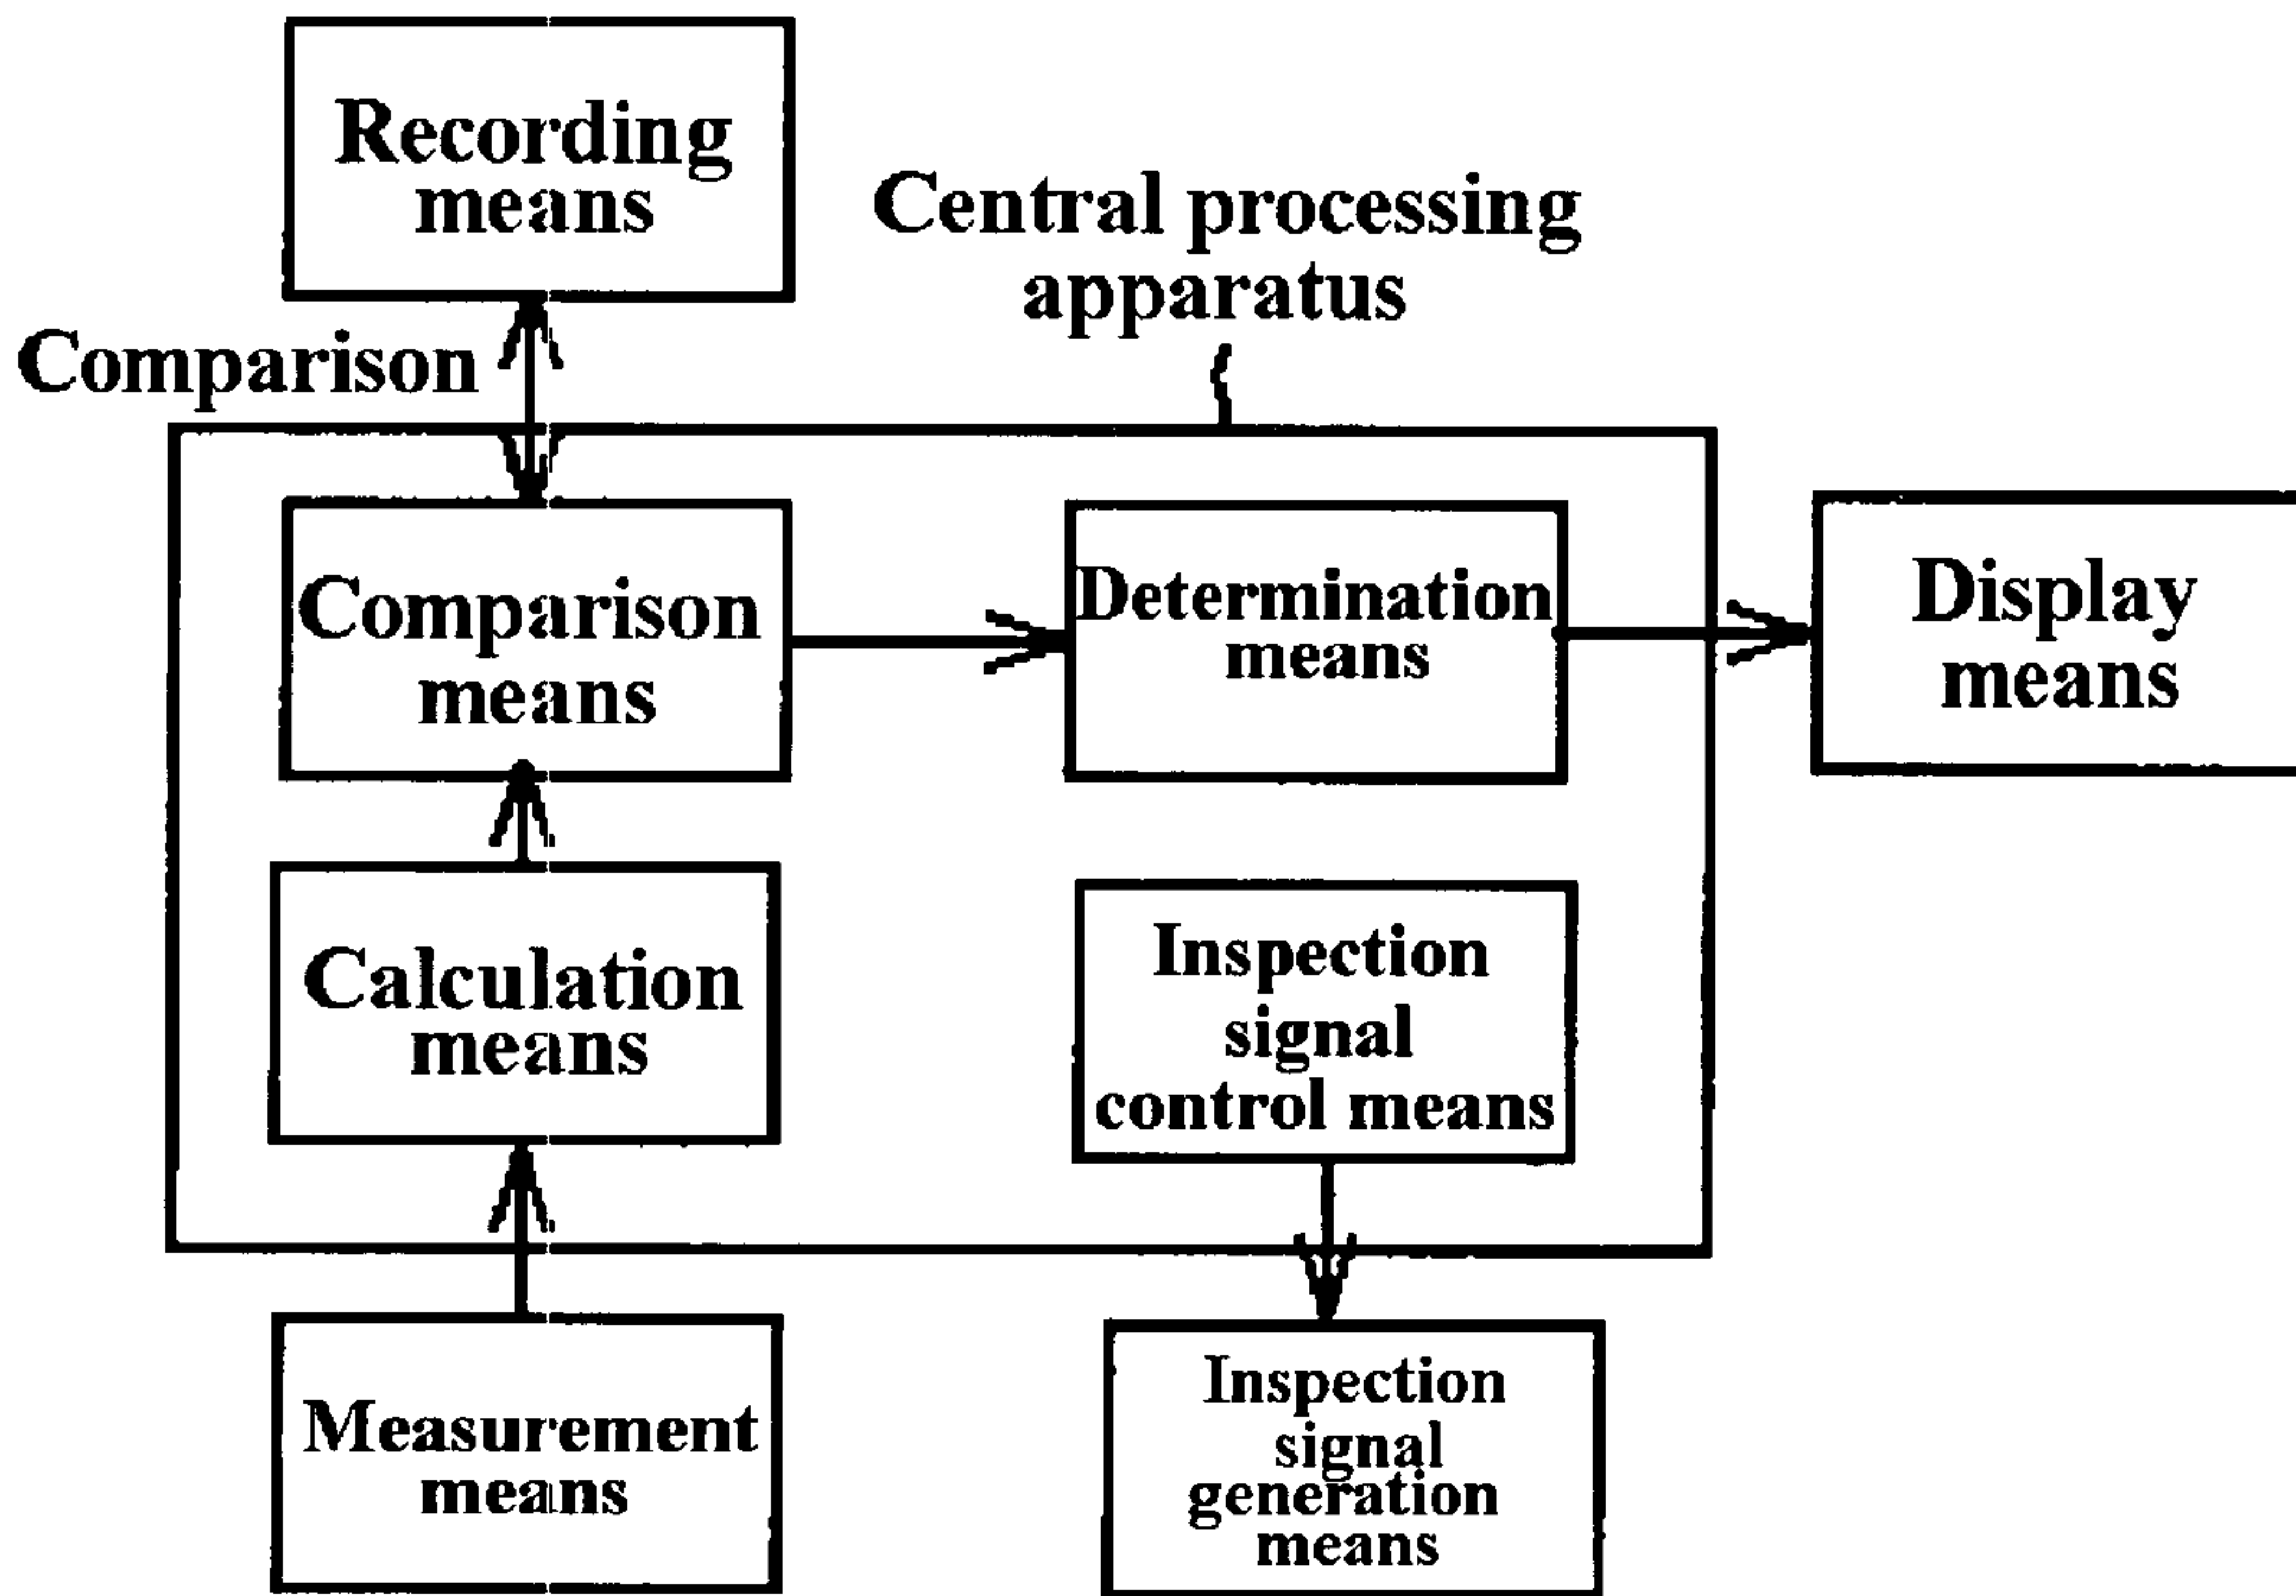 Recording
means
Central processing
apparatus
Comparison
Comparison
means
Determination
means
Display
means
Calculation
means
Inspection
signal
control means
Measurement
means
Inspection
signal
generation
means